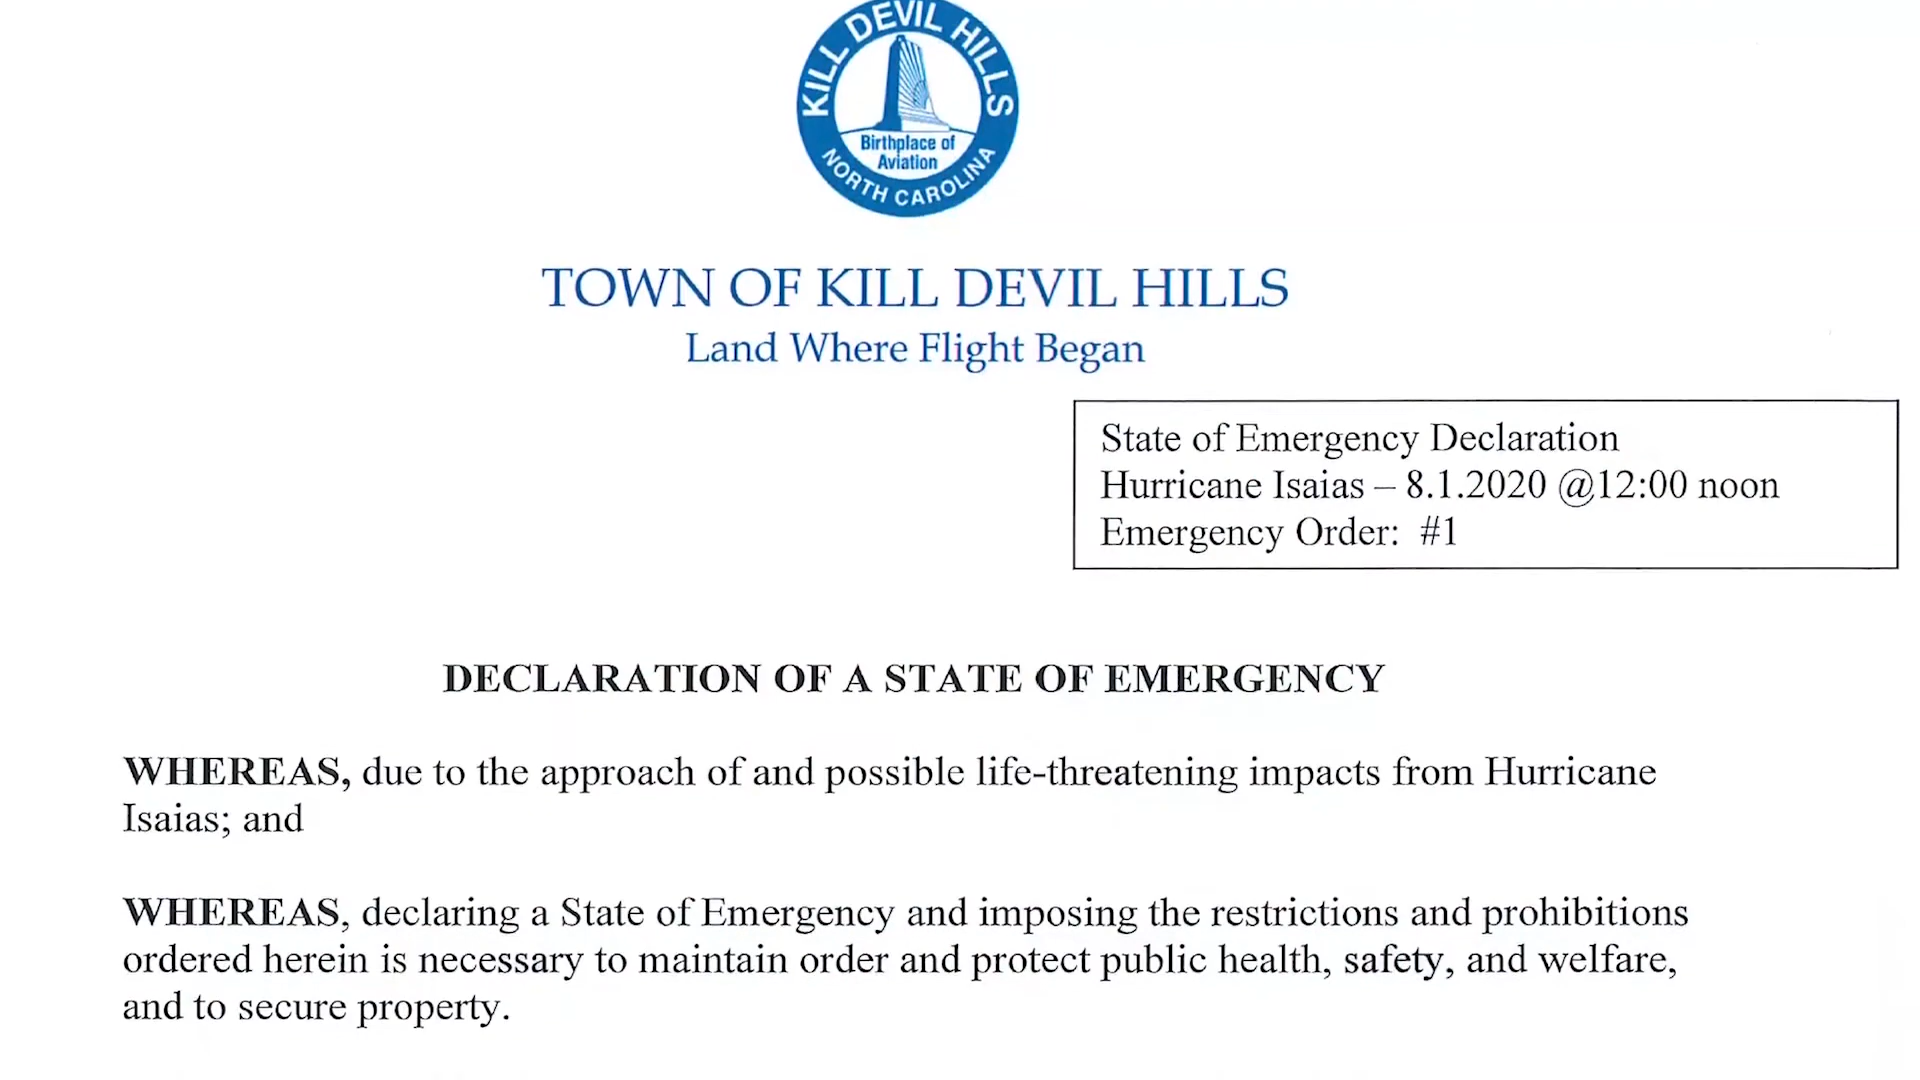 KILL DEVIL HILLS
Birthplace of
Aviation
NORTH CAROLINA
TOWN OF KILL DEVIL HILLS
Land Where Flight Began
State of Emergency Declaration
Hurricane Isaias – 8.1.2020 @12:00 noon
Emergency Order: #1
DECLARATION OF A STATE OF EMERGENCY
WHEREAS, due to the approach of and possible life-threatening impacts from Hurricane
Isaias; and
WHEREAS, declaring a State of Emergency and imposing the restrictions and prohibitions
ordered herein is necessary to maintain order and protect public health, safety, and welfare,
and to secure property.